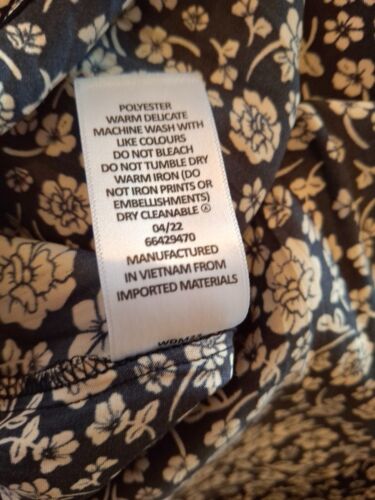 POLYESTER
WARM DELICATE
MACHINE WASH WITH
LIKE COLOURS
DO NOT BLEACH
DO NOT TUMBLE DRY
WARM IRON (DO
NOT IRON PRINTS OR
EMBELLISHMENTS)
DRY CLEANABLE Ⓐ
04/22
66429470
MANUFACTURED
IN VIETNAM FROM
IMPORTED MATERIALS